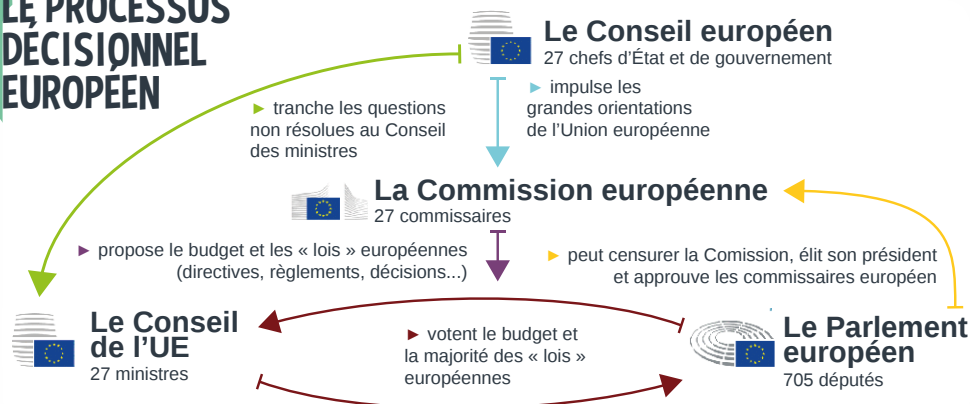 LE PROCESSUS
DÉCISIONNEL
EUROPÉEN
Le Conseil européen
27 chefs d’État et de gouvernement
► impulse les
grandes orientations
de l’Union européenne
► tranche les questions
non résolues au Conseil
des ministres
La Commission européenne
27 commissaires
► propose le budget et les « lois » européennes
(directives, règlements, décisions...)
► peut censurer la Comission, élit son président
et approuve les commissaires européen
Le Conseil
de l’UE
27 ministres
► votent le budget et
la majorité des « lois »
européennes
Le Parlement
européen
705 députés